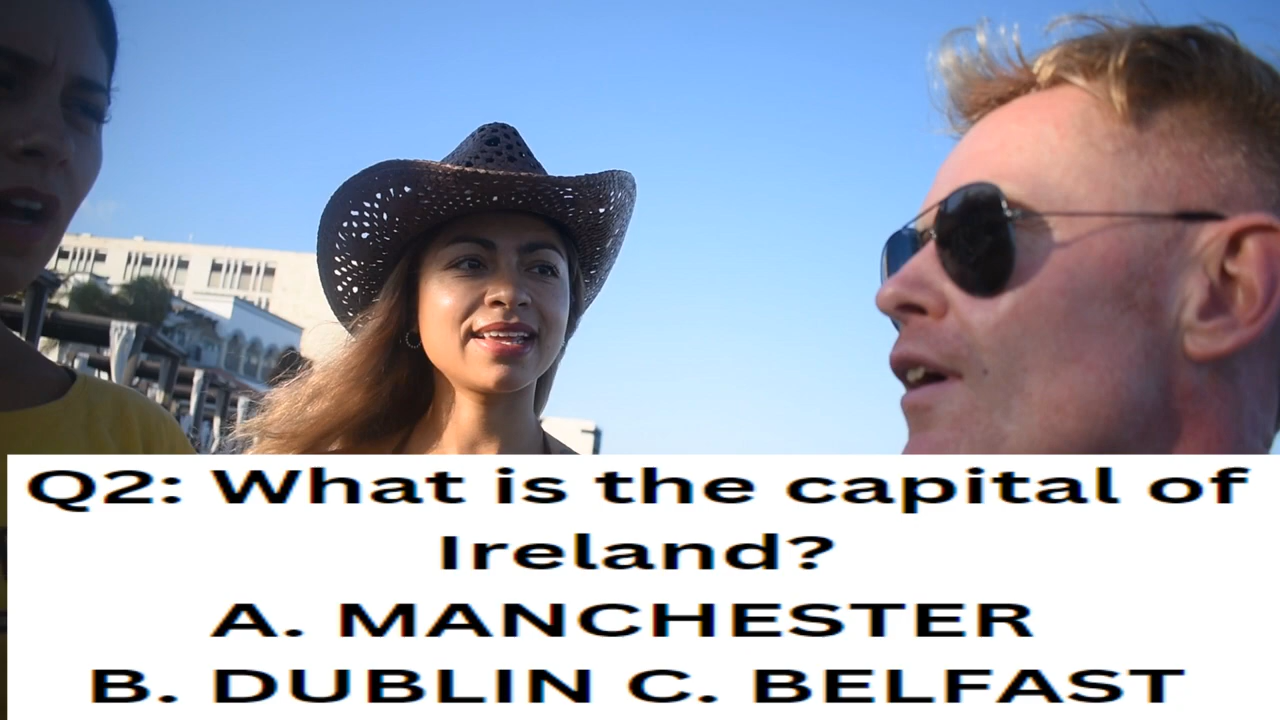 Q2: What is the capital of
Ireland?
A. MANCHESTER
B. DUBLIN C. BELFAST